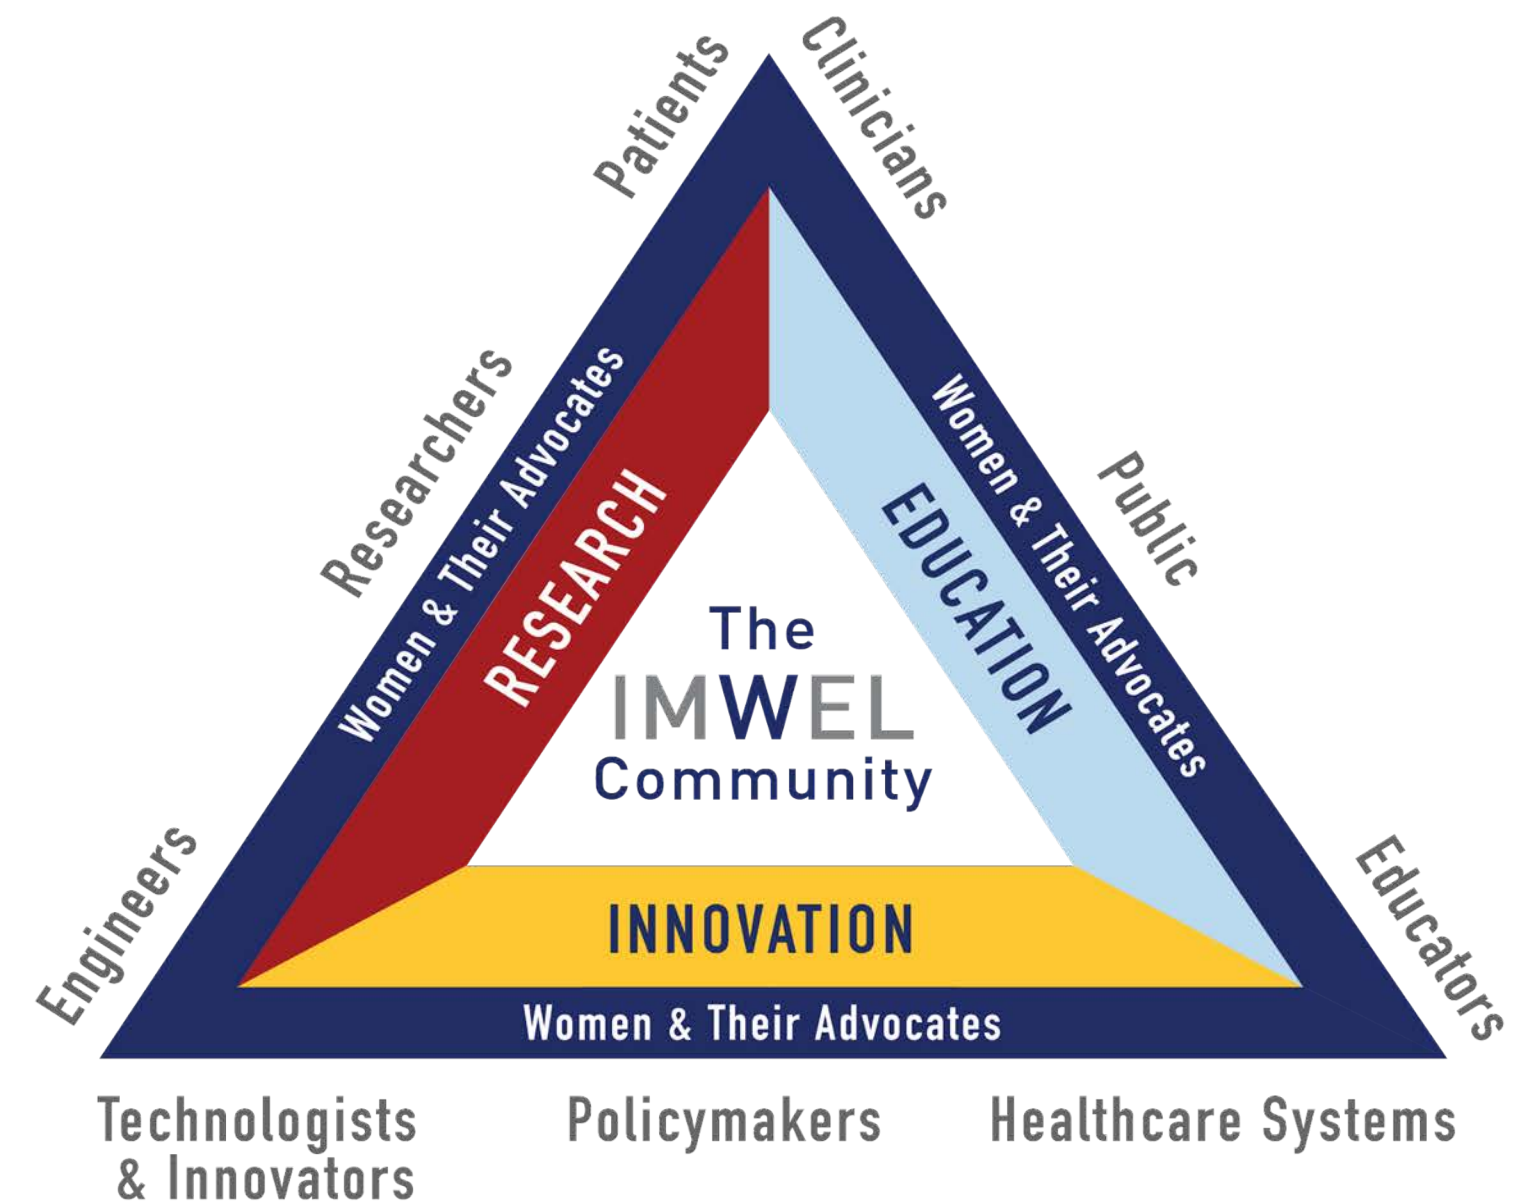 Patients
Clinicians
Researchers
Women & Their Advocates
RESEARCH
Women & Their Advocates
EDUCATION
Public
The
IMWEL
Community
Engineers
Educators
INNOVATION
Women & Their Advocates
Technologists
& Innovators
Policymakers
Healthcare Systems